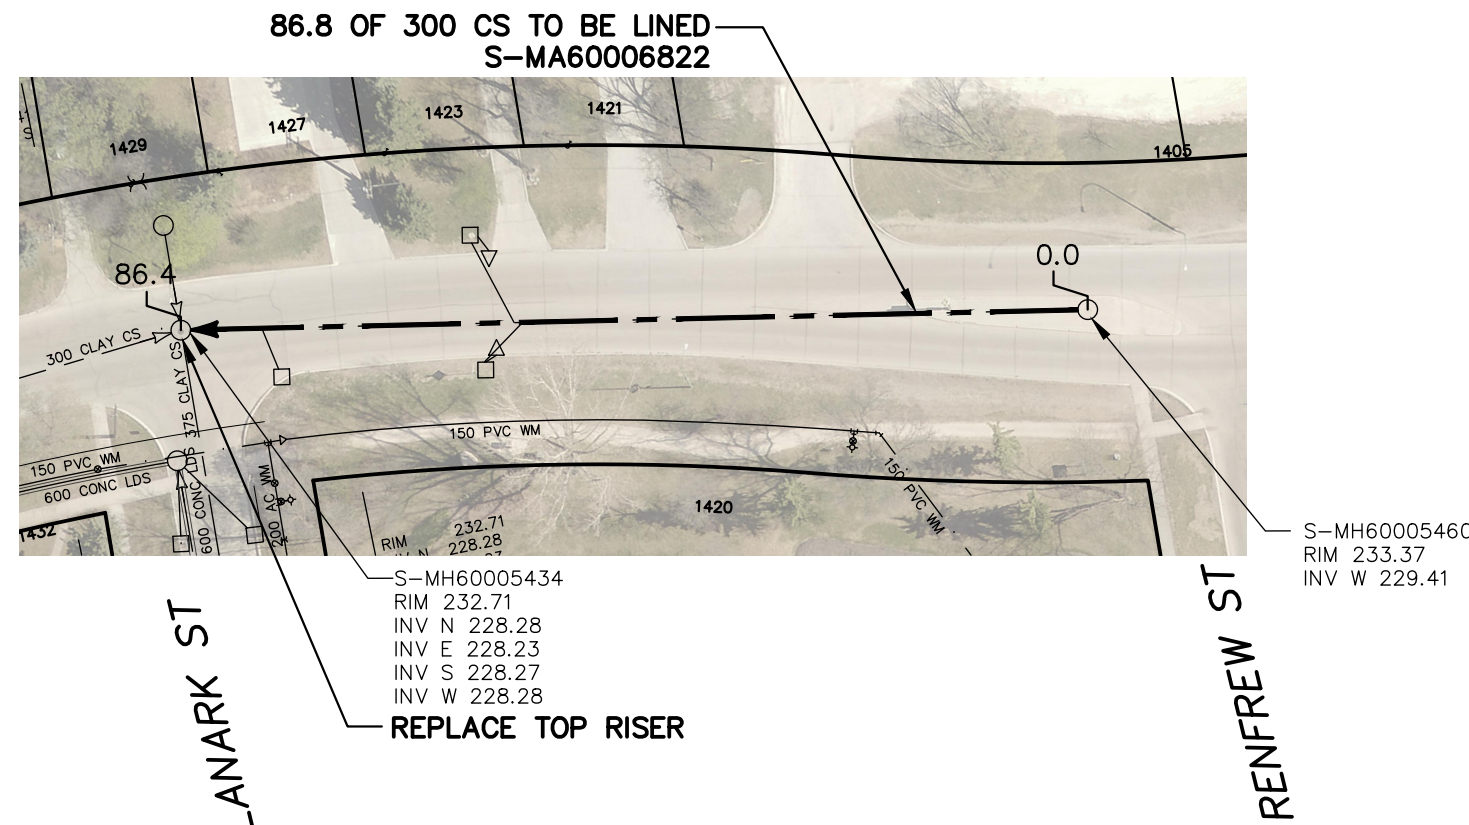 86.8 OF 300 CS TO BE LINED
S-MA60006822
1429
1427
1423
1421
1405
86.4
0.0
300 CLAY CS
375 CLAY CS
150 PVC WM
150 PVC WM
600 CONC LDS
600 CONC LDS
200 AC WM
150 PVC WM
1432
1420
RIM 232.71
228.28
S-MH60005460
RIM 233.37
INV W 229.41
S-MH60005434
RIM 232.71
INV N 228.28
INV E 228.23
INV S 228.27
INV W 228.28
REPLACE TOP RISER
ANARK ST
RENFREW ST